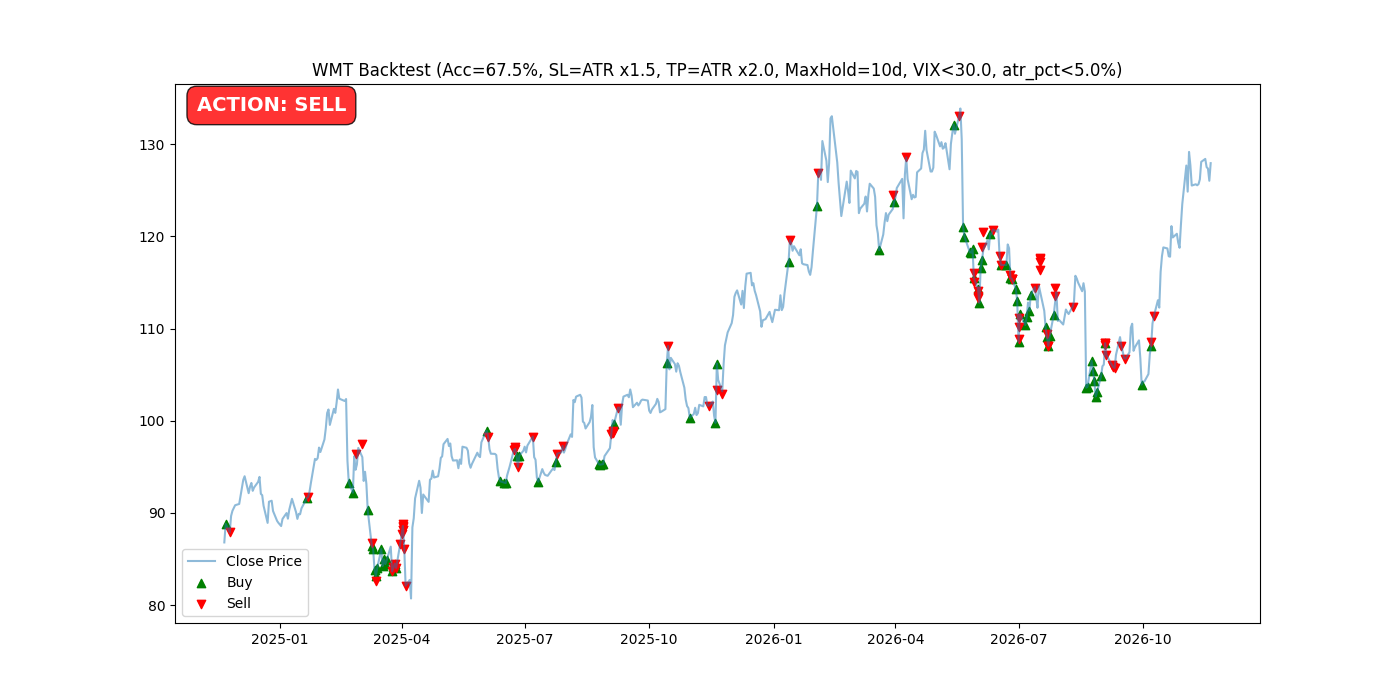 WMT Backtest (Acc=67.5%, SL=ATR x1.5, TP=ATR x2.0, MaxHold=10d, VIX<30.0, atr_pct<5.0%)
ACTION: SELL
130
120
110
100
90
80
Close Price
Buy
Sell
2025-01
2025-04
2025-07
2025-10
2026-01
2026-04
2026-07
2026-10